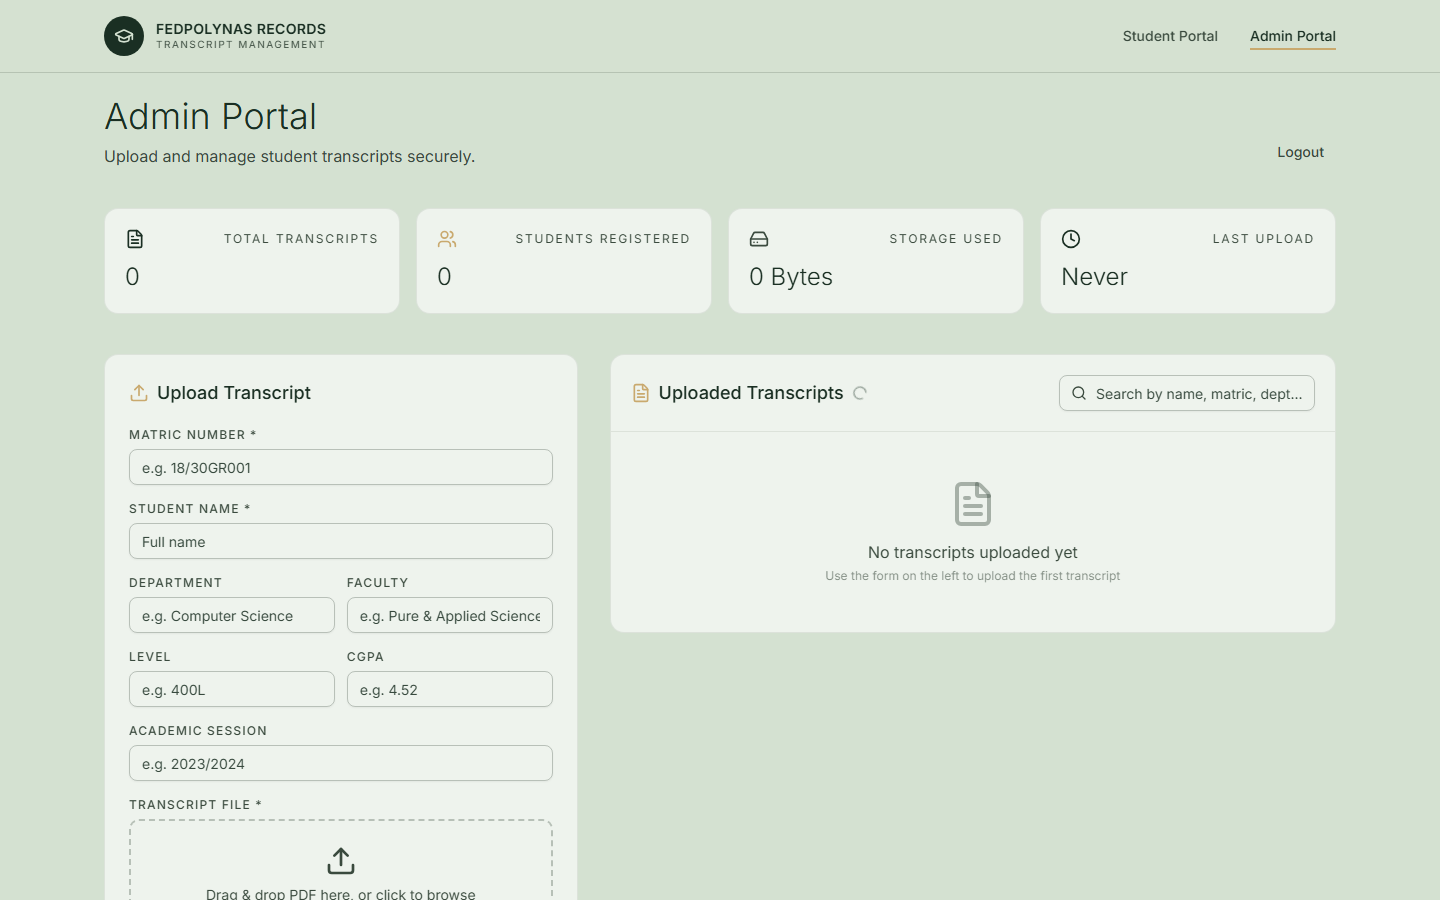 FEDPOLYNAS RECORDS
TRANSCRIPT MANAGEMENT
Student Portal
Admin Portal
Admin Portal
Upload and manage student transcripts securely.
Logout
TOTAL TRANSCRIPTS
0
STUDENTS REGISTERED
0
STORAGE USED
0 Bytes
LAST UPLOAD
Never
Upload Transcript
MATRIC NUMBER *
e.g. 18/30GR001
STUDENT NAME *
Full name
DEPARTMENT
FACULTY
e.g. Computer Science
e.g. Pure & Applied Science
LEVEL
CGPA
e.g. 400L
e.g. 4.52
ACADEMIC SESSION
e.g. 2023/2024
TRANSCRIPT FILE *
Drag & drop PDF here, or click to browse
Uploaded Transcripts
Search by name, matric, dept...
No transcripts uploaded yet
Use the form on the left to upload the first transcript